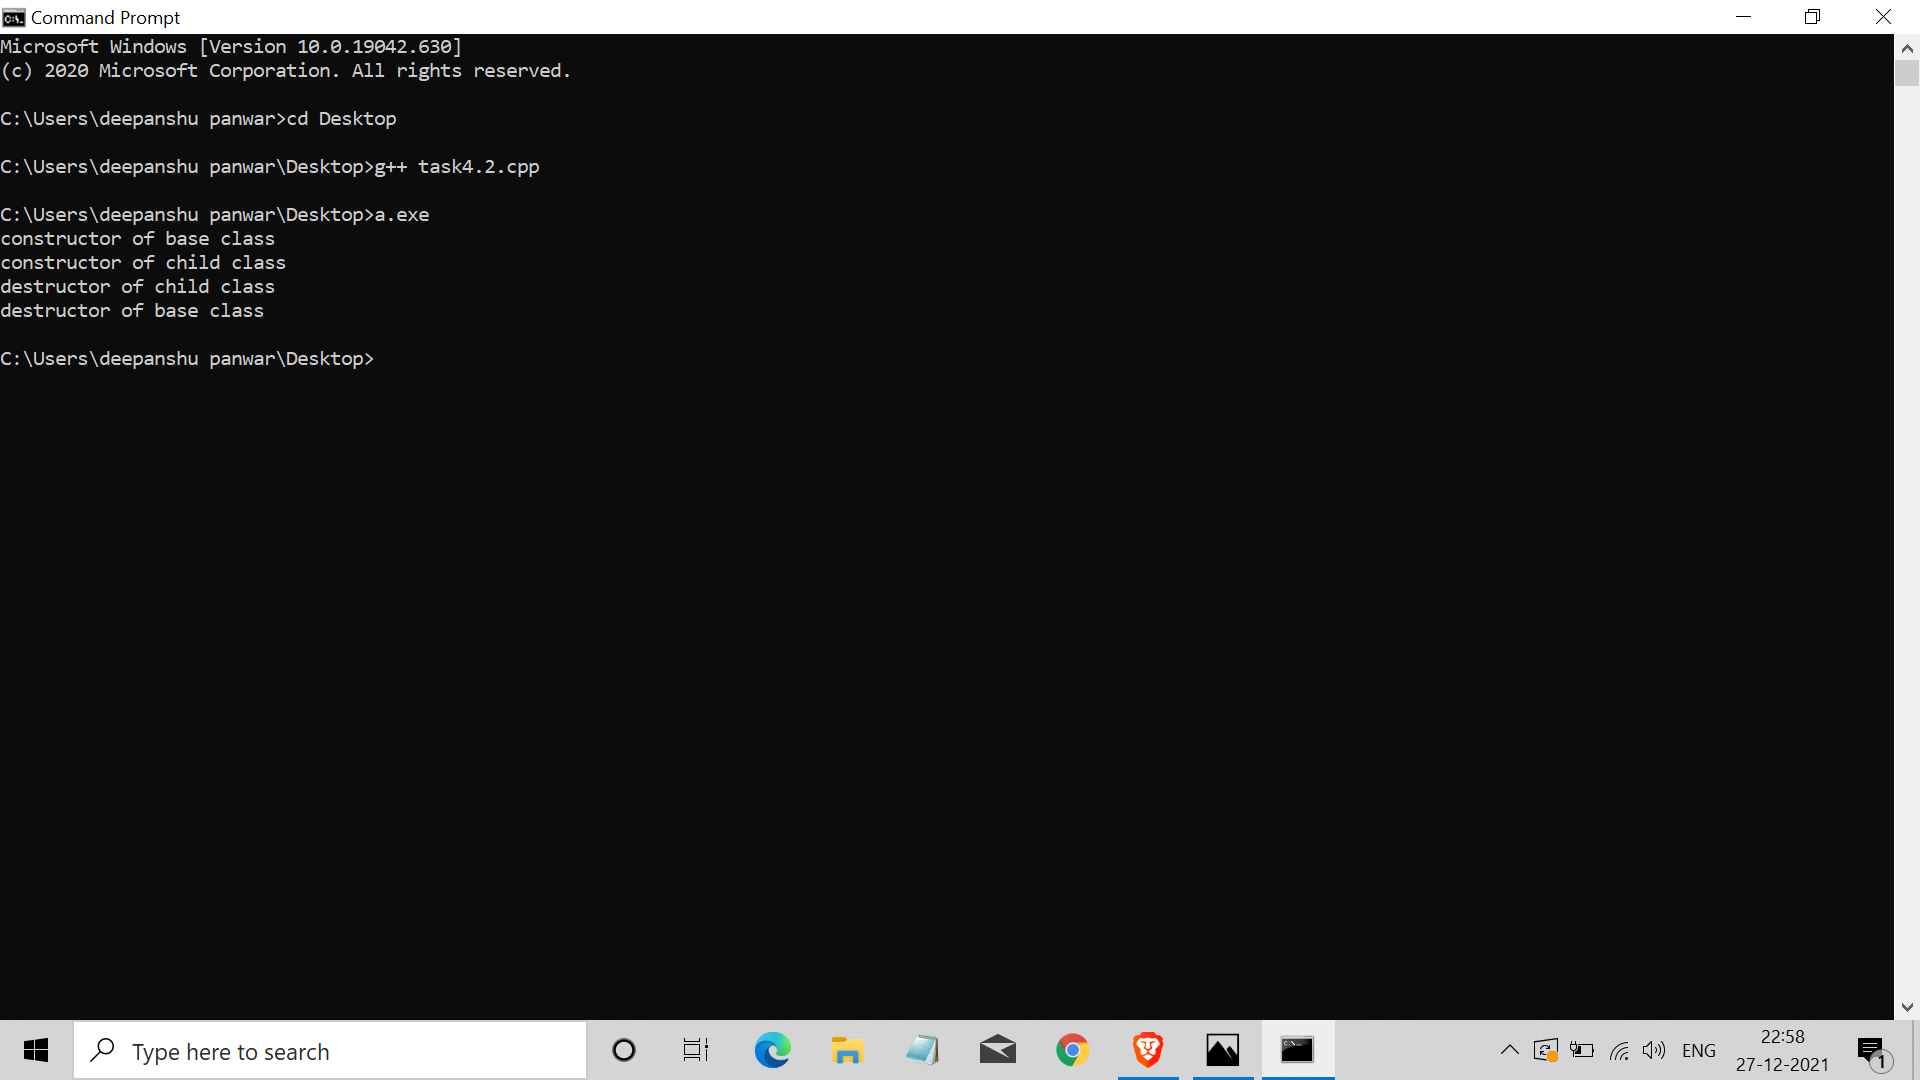 Command Prompt
Microsoft Windows [Version 10.0.19042.630]
(c) 2020 Microsoft Corporation. All rights reserved.
C:\Users\deepanshu panwar>cd Desktop
C:\Users\deepanshu panwar\Desktop>g++ task4.2.cpp
C:\Users\deepanshu panwar\Desktop>a.exe
constructor of base class
constructor of child class
destructor of child class
destructor of base class
C:\Users\deepanshu panwar\Desktop>
Type here to search
ENG
22:58
27-12-2021
1